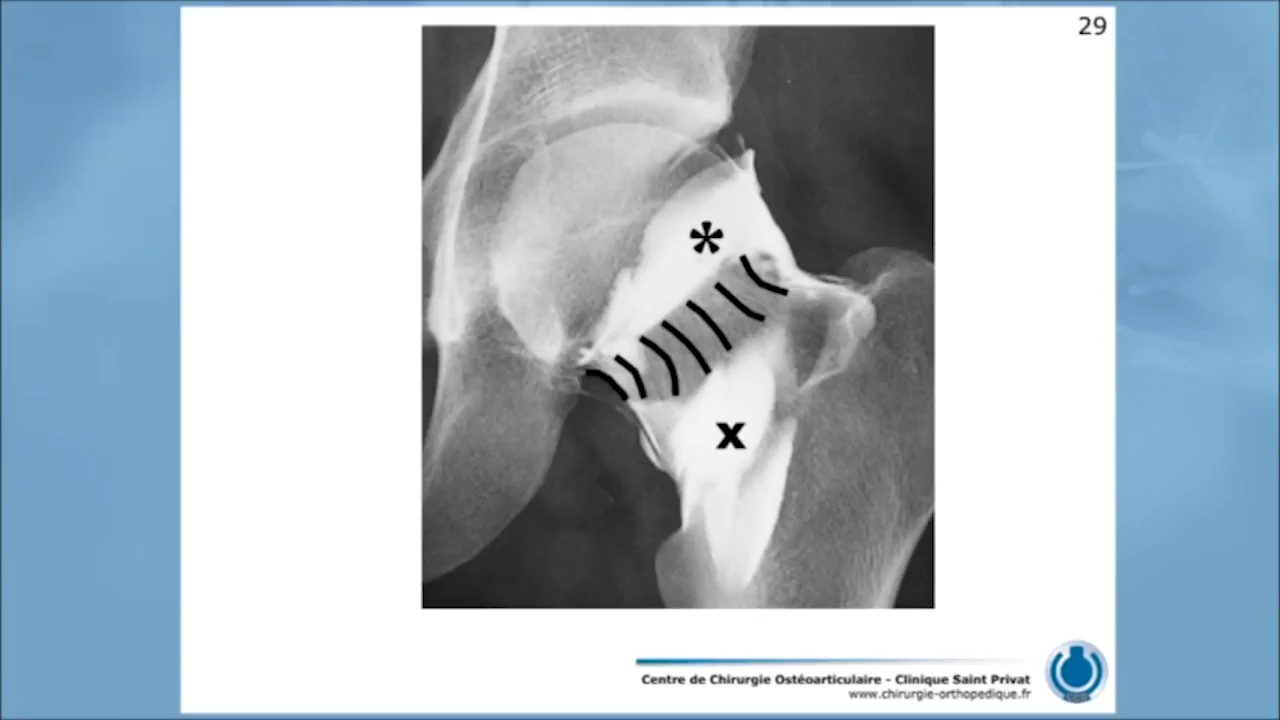 29
*
x
Centre de Chirurgie Ostéoarticulaire - Clinique Saint Privat
www.chirurgie-orthopedique.fr